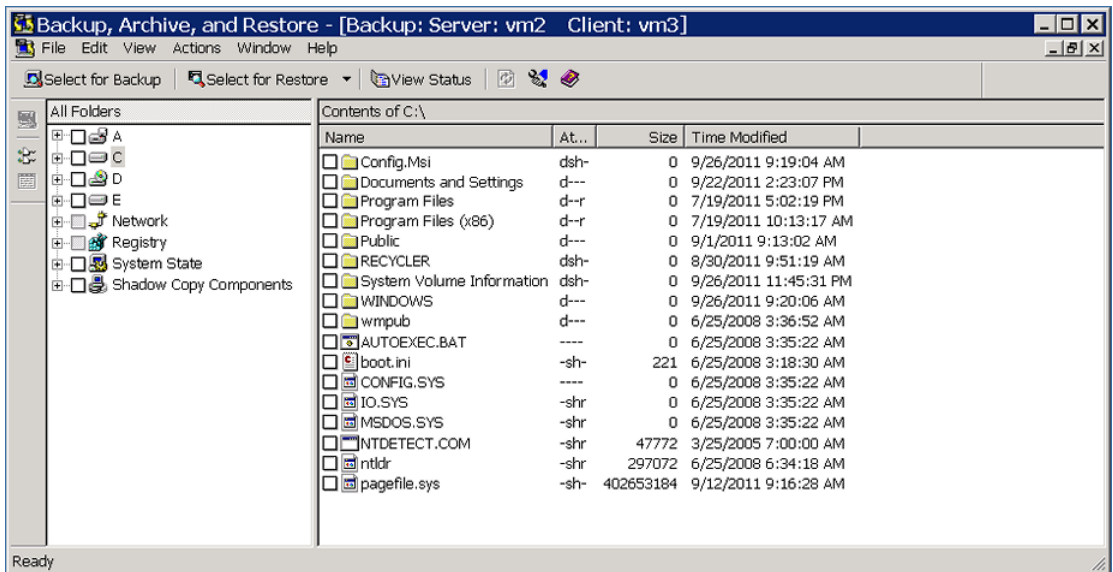 Backup, Archive, and Restore - [Backup: Server: vm2 Client: vm3]
File Edit View Actions Window Help
Select for Backup Select for Restore View Status
All Folders
A
C
D
E
Network
Registry
System State
Shadow Copy Components
Contents of C:\
Name At... Size Time Modified
Config.Msi dsh- 0 9/26/2011 9:19:04 AM
Documents and Settings d--- 0 9/22/2011 2:23:07 PM
Program Files d--r 0 7/19/2011 5:02:19 PM
Program Files (x86) d--r 0 7/19/2011 10:13:17 AM
Public d--- 0 9/1/2011 9:13:02 AM
RECYCLER dsh- 0 8/30/2011 9:51:19 AM
System Volume Information dsh- 0 9/26/2011 11:45:31 PM
WINDOWS d--- 0 9/26/2011 9:20:06 AM
wmpub d--- 0 6/25/2008 3:36:52 AM
AUTOEXEC.BAT ---- 0 6/25/2008 3:35:22 AM
boot.ini -sh- 221 6/25/2008 3:18:30 AM
CONFIG.SYS ---- 0 6/25/2008 3:35:22 AM
IO.SYS -shr 0 6/25/2008 3:35:22 AM
MSDOS.SYS -shr 0 6/25/2008 3:35:22 AM
NTDETECT.COM -shr 47772 3/25/2005 7:00:00 AM
ntldr -shr 297072 6/25/2008 6:34:18 AM
pagefile.sys -sh- 402653184 9/12/2011 9:16:28 AM
Ready